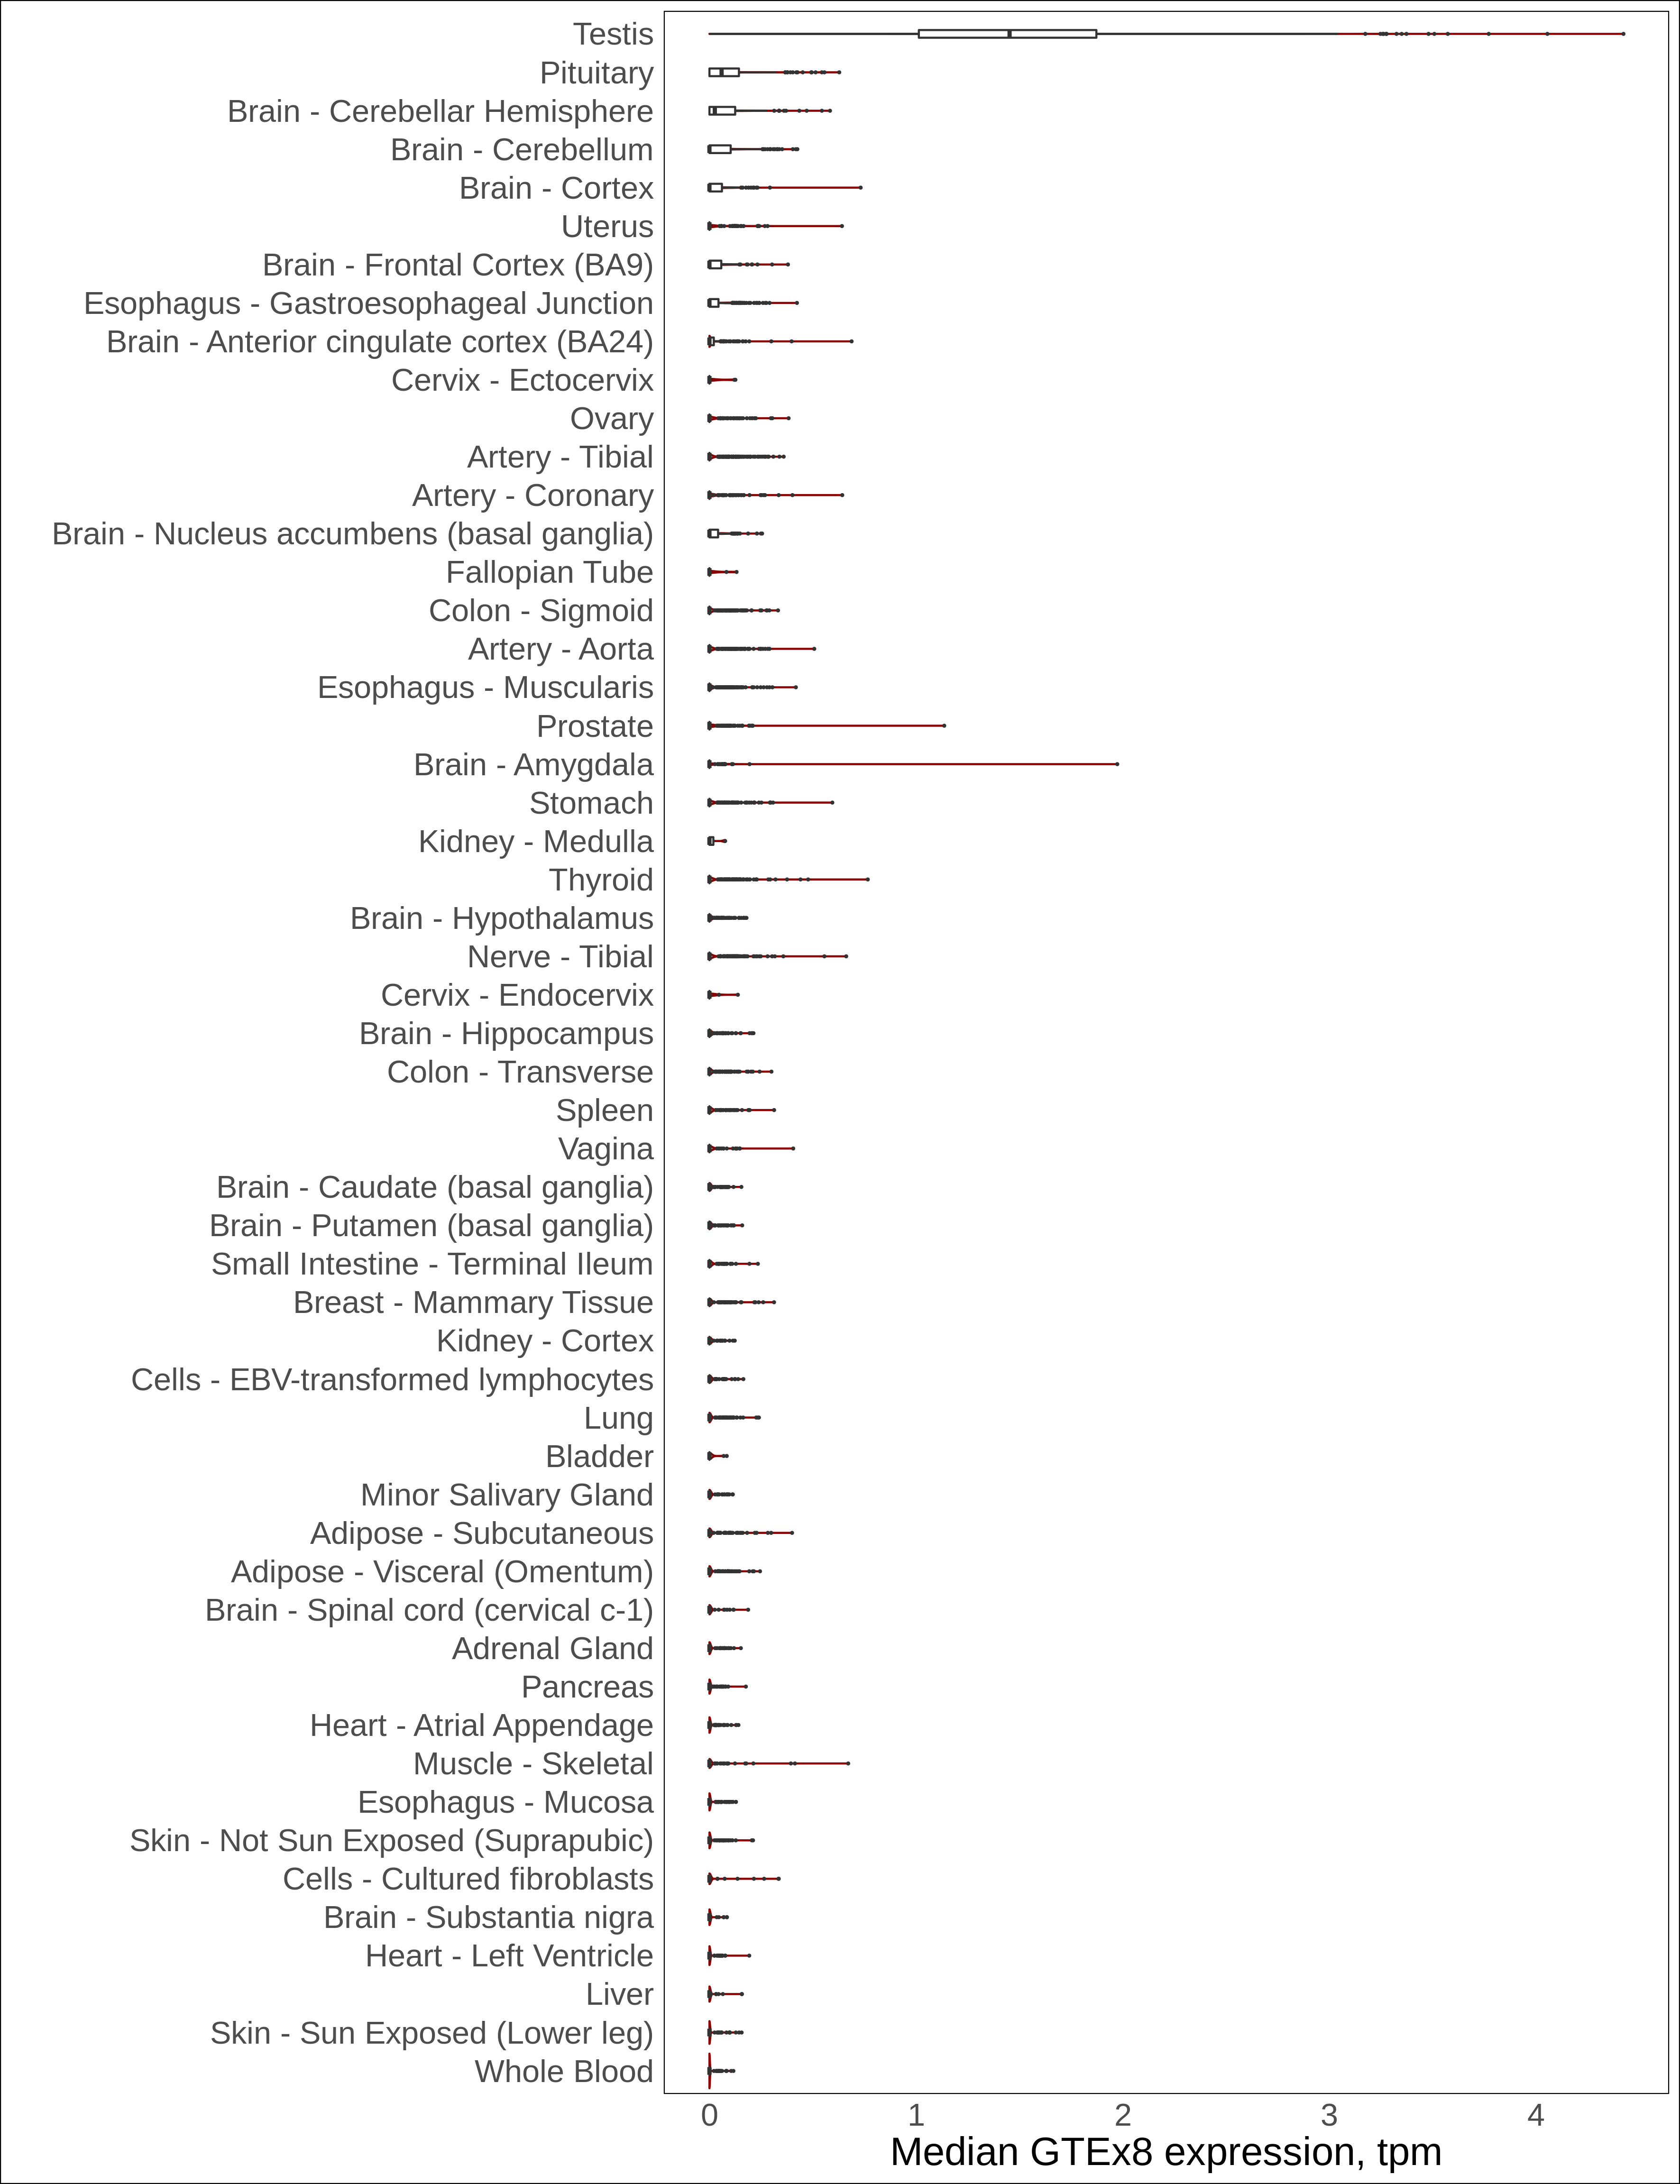 Testis
Pituitary
Brain - Cerebellar Hemisphere
Brain - Cerebellum
Brain - Cortex
Uterus
Brain - Frontal Cortex (BA9)
Esophagus - Gastroesophageal Junction
Brain - Anterior cingulate cortex (BA24)
Cervix - Ectocervix
Ovary
Artery - Tibial
Artery - Coronary
Brain - Nucleus accumbens (basal ganglia)
Fallopian Tube
Colon - Sigmoid
Artery - Aorta
Esophagus - Muscularis
Prostate
Brain - Amygdala
Stomach
Kidney - Medulla
Thyroid
Brain - Hypothalamus
Nerve - Tibial
Cervix - Endocervix
Brain - Hippocampus
Colon - Transverse
Spleen
Vagina
Brain - Caudate (basal ganglia)
Brain - Putamen (basal ganglia)
Small Intestine - Terminal Ileum
Breast - Mammary Tissue
Kidney - Cortex
Cells - EBV-transformed lymphocytes
Lung
Bladder
Minor Salivary Gland
Adipose - Subcutaneous
Adipose - Visceral (Omentum)
Brain - Spinal cord (cervical c-1)
Adrenal Gland
Pancreas
Heart - Atrial Appendage
Muscle - Skeletal
Esophagus - Mucosa
Skin - Not Sun Exposed (Suprapubic)
Cells - Cultured fibroblasts
Brain - Substantia nigra
Heart - Left Ventricle
Liver
Skin - Sun Exposed (Lower leg)
Whole Blood
0 1 2 3 4
Median GTEx8 expression, tpm